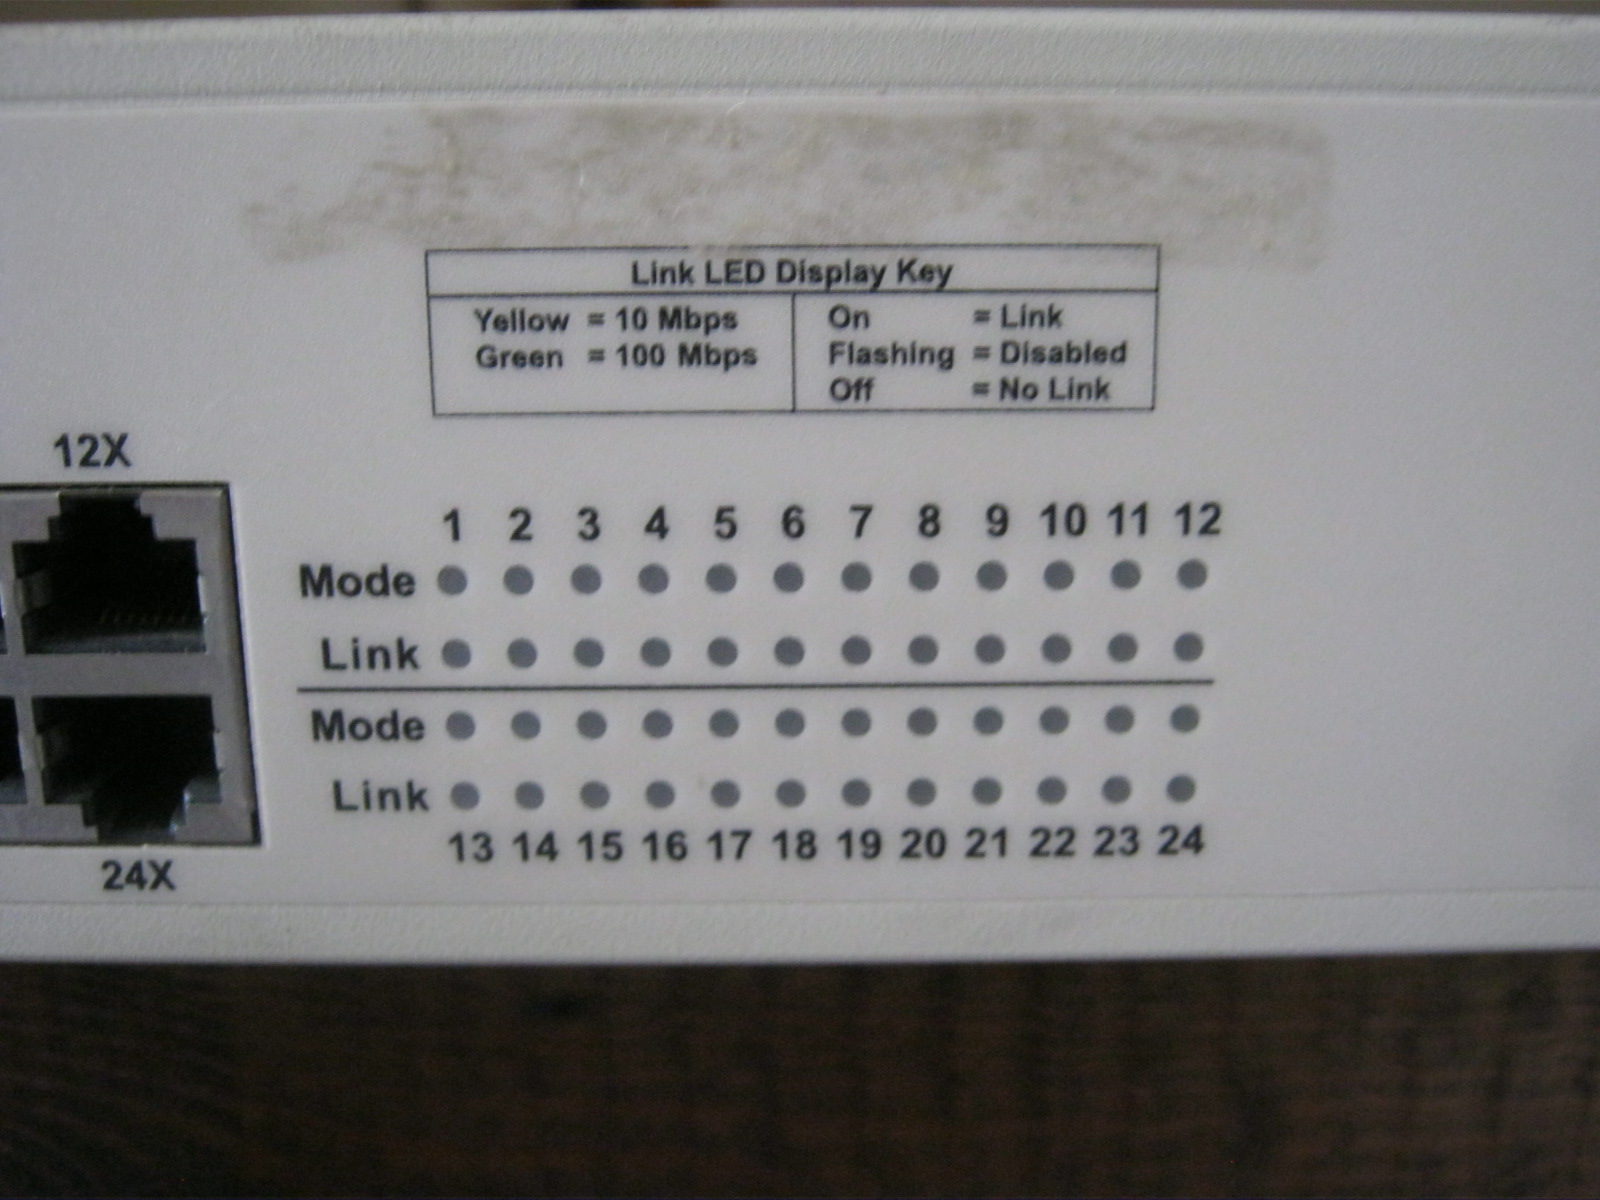 Link LED Display Key
Yellow = 10 Mbps
Green = 100 Mbps
On = Link
Flashing = Disabled
Off = No Link
12X
1 2 3 4 5 6 7 8 9 10 11 12
Mode
Link
Mode
Link
13 14 15 16 17 18 19 20 21 22 23 24
24X